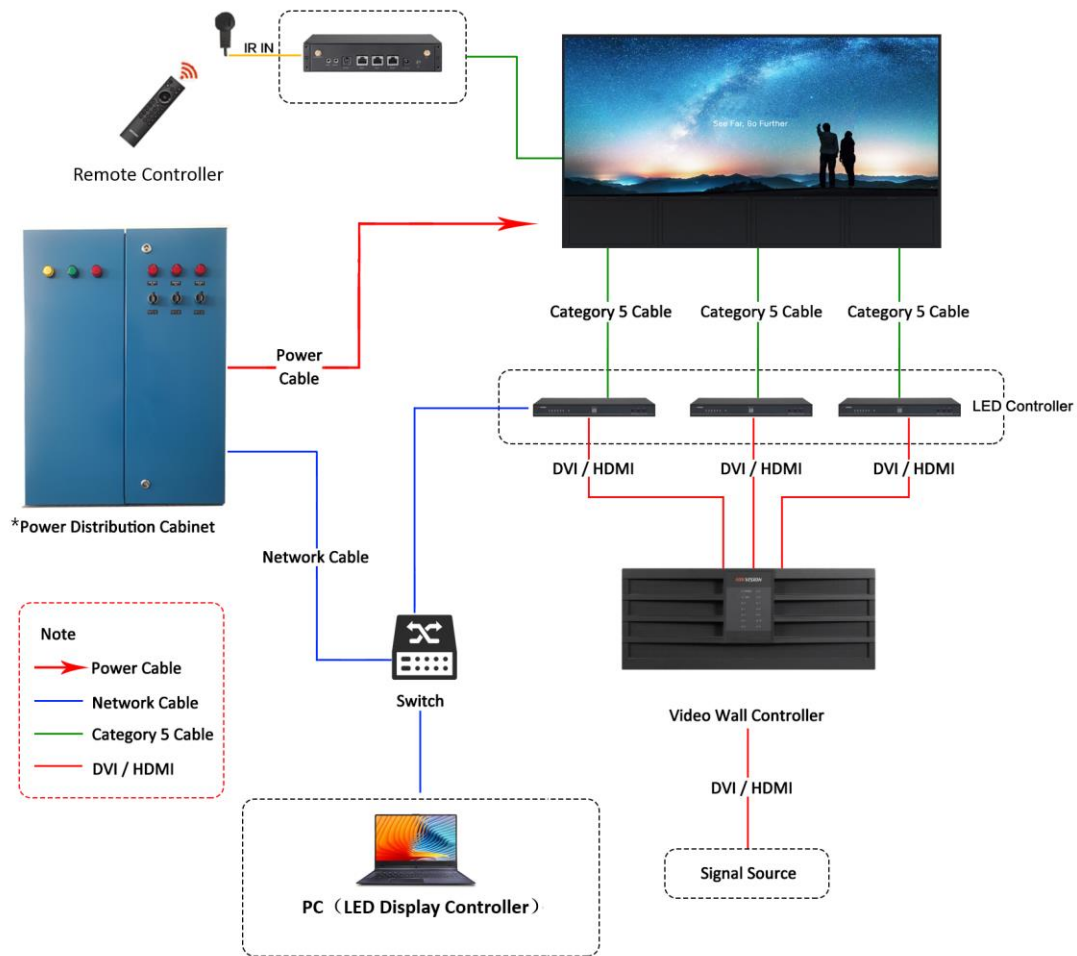 IR IN
See Far, Go Further
Remote Controller
Category 5 Cable
Category 5 Cable
Category 5 Cable
Power
Cable
LED Controller
DVI / HDMI
DVI / HDMI
DVI / HDMI
*Power Distribution Cabinet
Network Cable
HIKVISION
Note
Power Cable
Network Cable
Category 5 Cable
DVI / HDMI
Switch
Video Wall Controller
DVI / HDMI
Signal Source
PC（LED Display Controller）